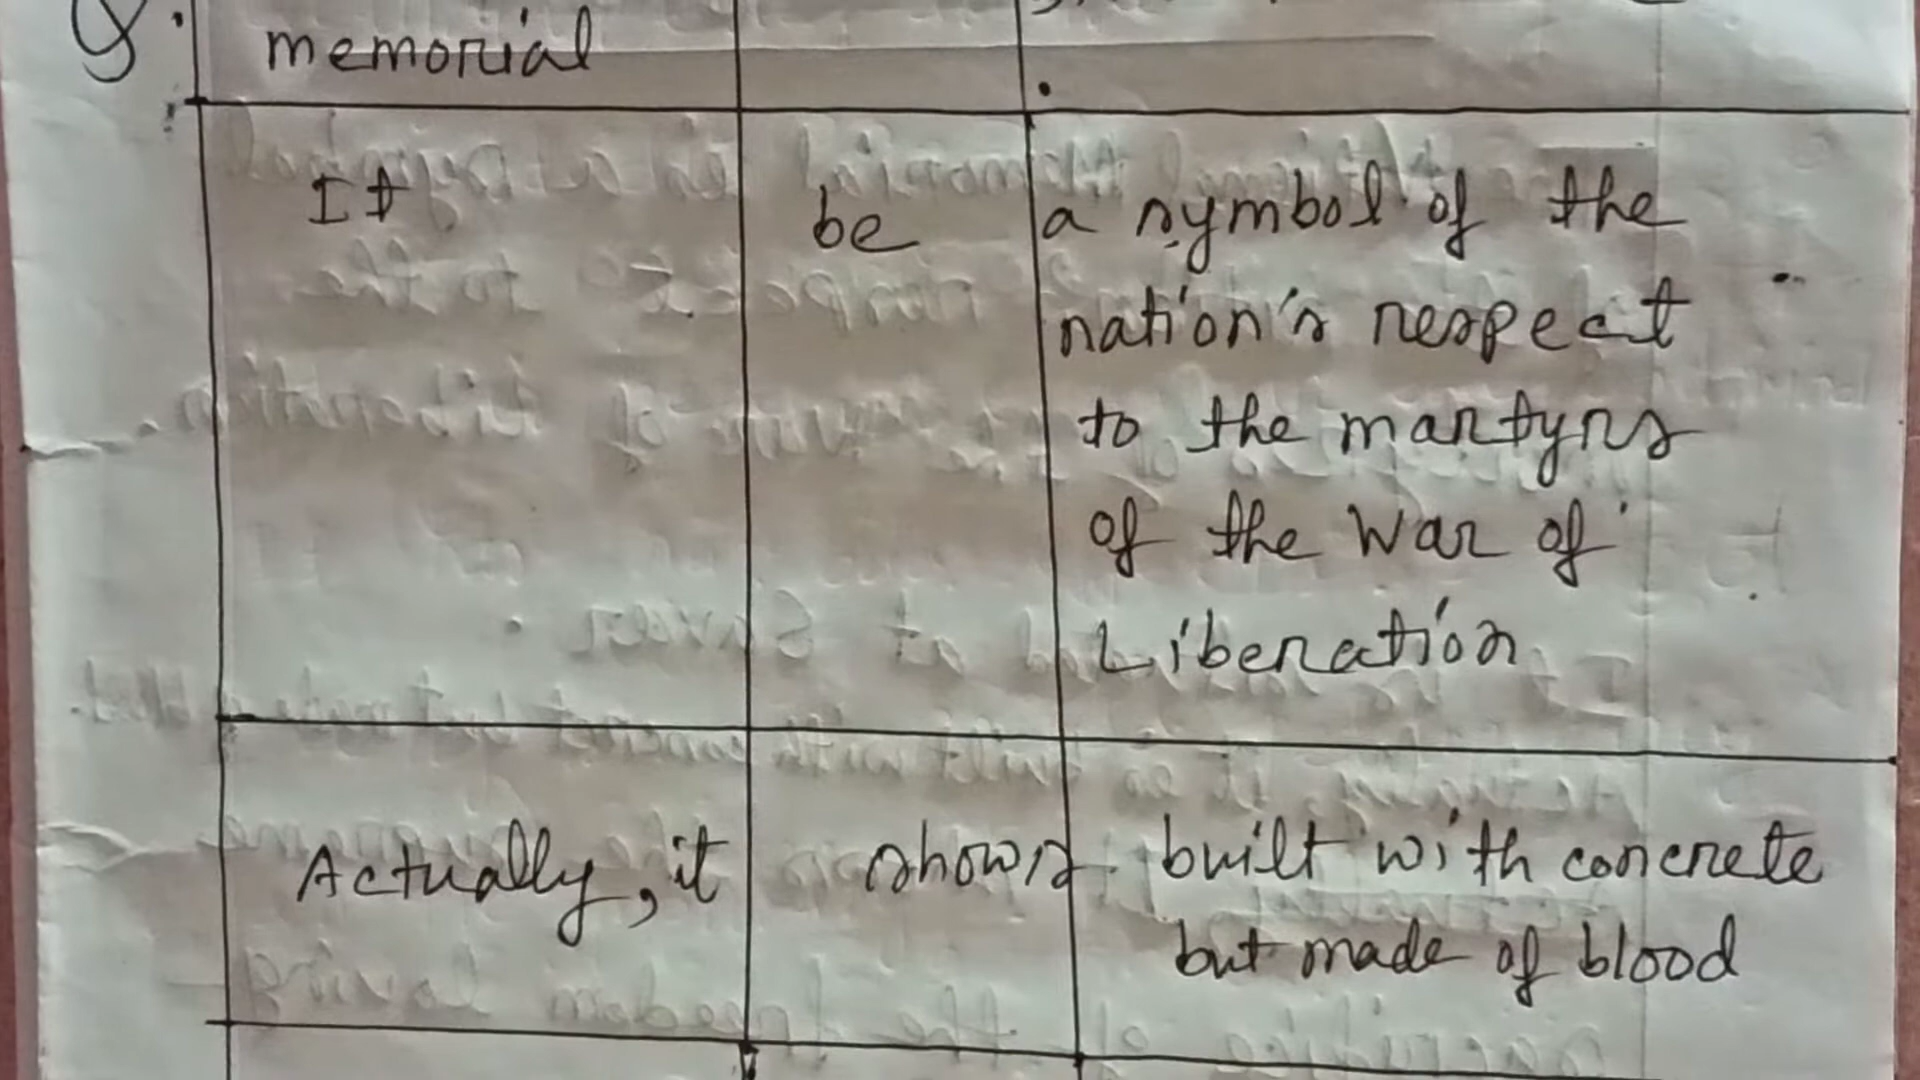 memorial
It be a symbol of the
nation's respect
to the martyrs
of the War of
Liberation
Actually, it shows built with concrete
but made of blood